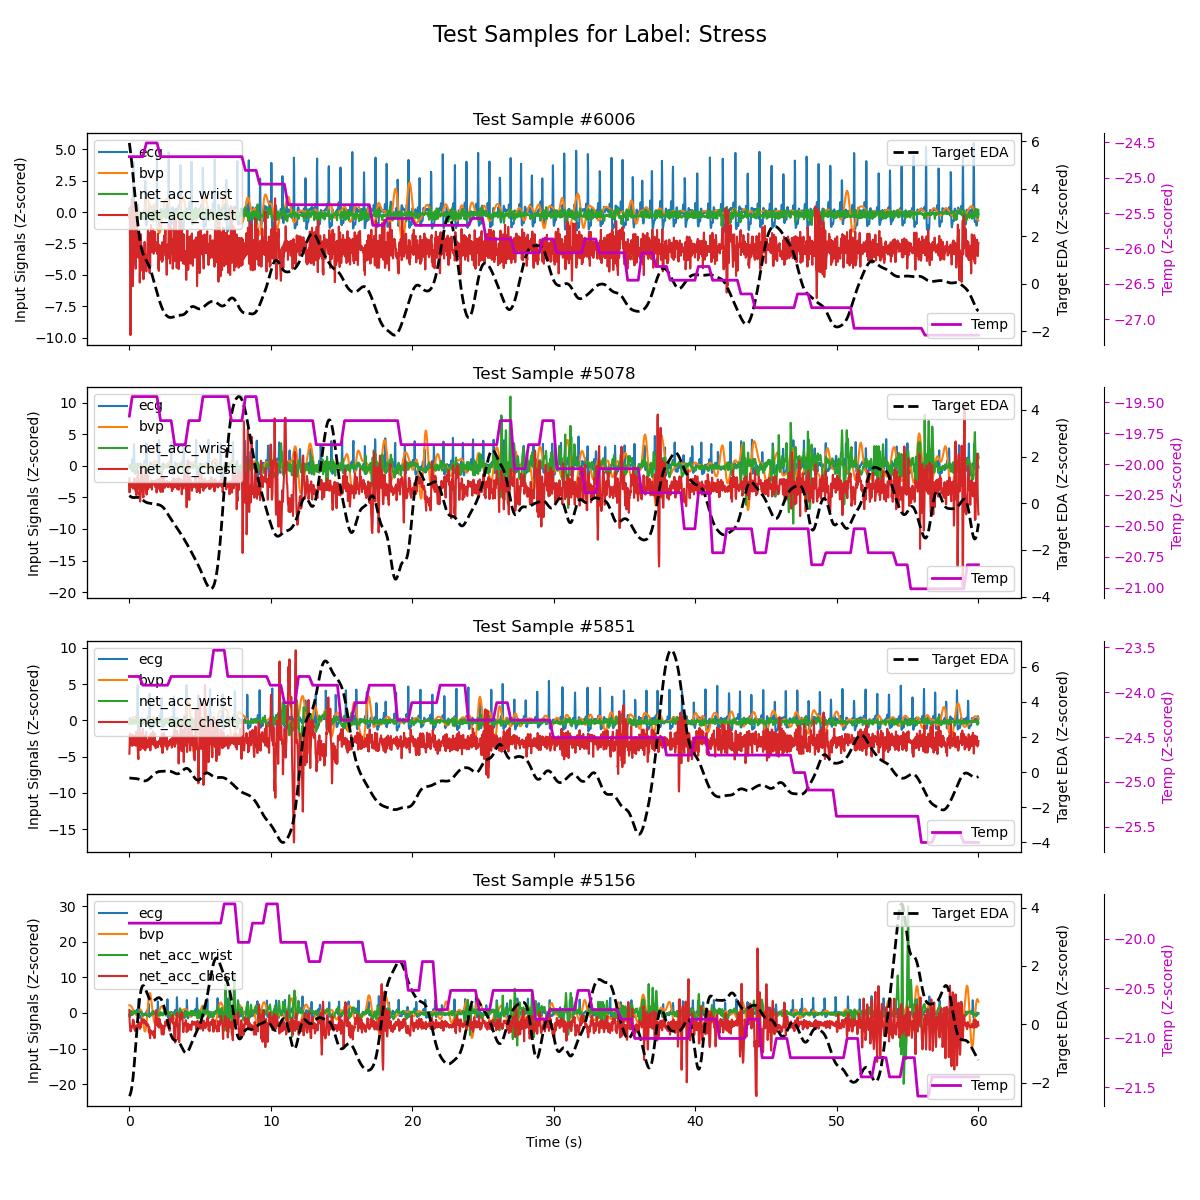 Test Samples for Label: Stress
Test Sample #6006
Input Signals (Z-scored)
5.0
2.5
0.0
−2.5
−5.0
−7.5
−10.0
ecg
bvp
net_acc_wrist
net_acc_chest
Target EDA
Temp
6
4
2
0
−2
Target EDA (Z-scored)
−24.5
−25.0
−25.5
−26.0
−26.5
−27.0
Temp (Z-scored)
Test Sample #5078
Input Signals (Z-scored)
10
5
0
−5
−10
−15
−20
ecg
bvp
net_acc_wrist
net_acc_chest
Target EDA
Temp
4
2
0
−2
−4
Target EDA (Z-scored)
−19.50
−19.75
−20.00
−20.25
−20.50
−20.75
−21.00
Temp (Z-scored)
Test Sample #5851
Input Signals (Z-scored)
10
5
0
−5
−10
−15
ecg
bvp
net_acc_wrist
net_acc_chest
Target EDA
Temp
6
4
2
0
−2
−4
Target EDA (Z-scored)
−23.5
−24.0
−24.5
−25.0
−25.5
Temp (Z-scored)
Test Sample #5156
Input Signals (Z-scored)
30
20
10
0
−10
−20
ecg
bvp
net_acc_wrist
net_acc_chest
Target EDA
Temp
4
2
0
−2
Target EDA (Z-scored)
−20.0
−20.5
−21.0
−21.5
Temp (Z-scored)
0
10
20
30
40
50
60
Time (s)